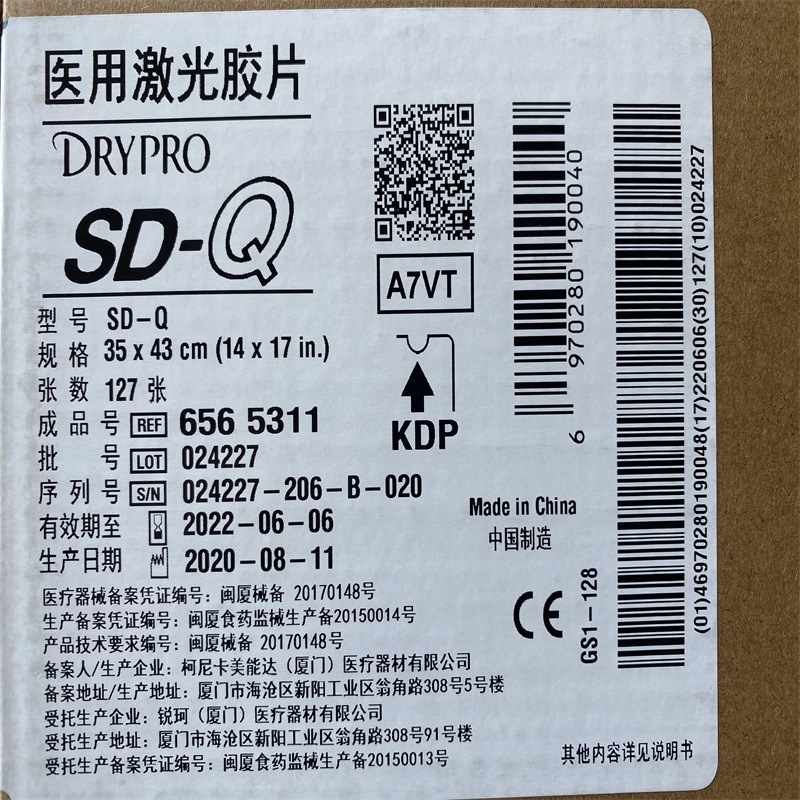 医用激光胶片
DRYPRO
SD-Q
型号 SD-Q
规格 35 x 43 cm (14 x 17 in.)
张数 127 张
成品号 REF 656 5311
批号 LOT 024227
序列号 S/N 024227-206-B-020
有效期至 2022-06-06
生产日期 2020-08-11
医疗器械备案凭证编号：闽厦械备 20170148号
生产备案凭证编号：闽厦食药监械生产备20150014号
产品技术要求编号：闽厦械备 20170148号
备案人/生产企业：柯尼卡美能达（厦门）医疗器材有限公司
备案地址/生产地址：厦门市海沧区新阳工业区翁角路308号5号楼
受托生产企业：锐珂（厦门）医疗器材有限公司
受托生产地址：厦门市海沧区新阳工业区翁角路308号91号楼
受托生产备案凭证编号：闽厦食药监械生产备20150013号
A7VT
KDP
Made in China
中国制造
CE
6 970280 190040
GS1-128
(01)46970280190048(17)220606(30)127(10)024227
其他内容详见说明书